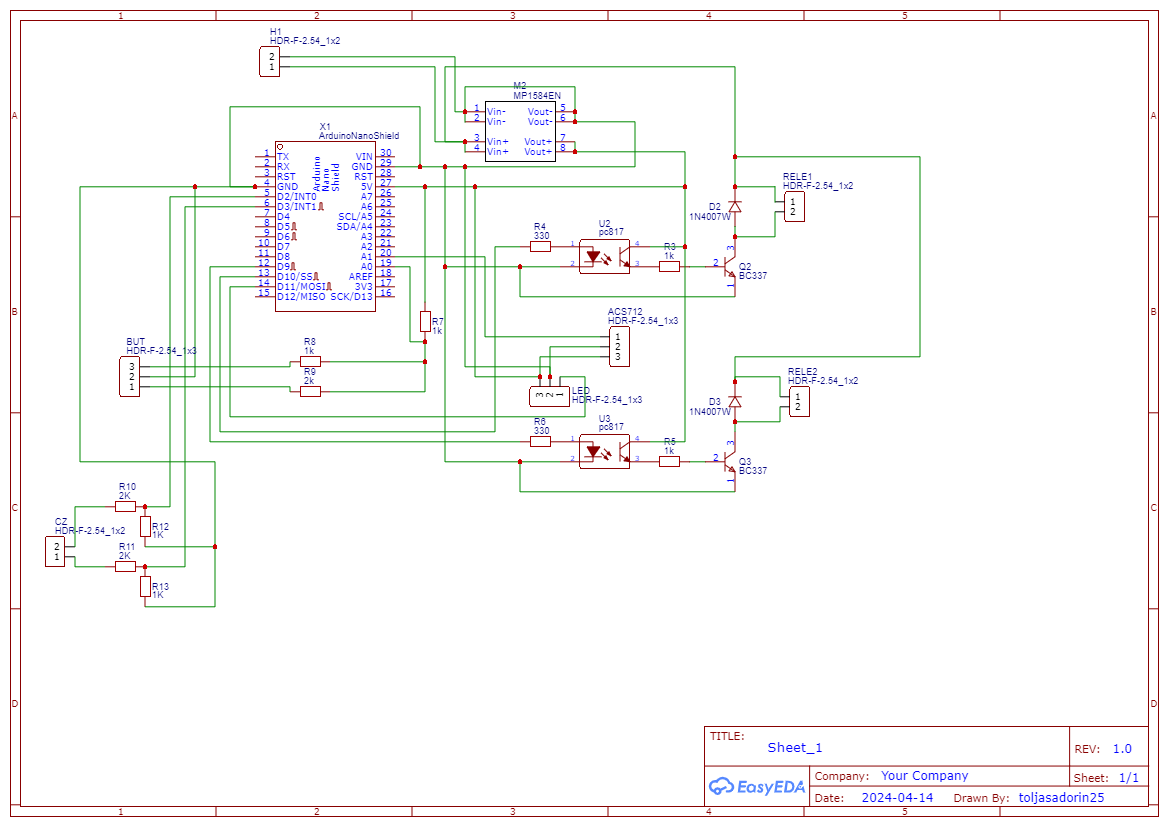 1 2 3 4 5
H1
HDR-F-2.54_1x2
2
1
M2
MP1584EN
1 Vin- Vout- 5
2 Vin- Vout- 6
3 Vin+ Vout+ 7
4 Vin+ Vout+ 8
A A
X1
ArduinoNanoShield
Arduino
Nano
Shield
1 TX VIN 30
2 RX GND 29
3 RST RST 28
4 GND 5V 27
5 D2/INT0 A7 26
6 D3/INT1 A6 25
7 D4 SCL/A5 24
8 D5 SDA/A4 23
9 D6 A3 22
10 D7 A2 21
11 D8 A1 20
12 D9 A0 19
13 D10/SS AREF 18
14 D11/MOSI 3V3 17
15 D12/MISO SCK/D13 16
RELE1
HDR-F-2.54_1x2
1
2
D2
1N4007W
R4
330
U2
pc817
1 4
2 3
R3
1k
3
2
1
Q2
BC337
B B
R7
1k
ACS712
HDR-F-2.54_1x3
1
2
3
BUT
HDR-F-2.54_1x3
3
2
1
R8
1k
R9
2k
LED
HDR-F-2.54_1x3
3 2 1
RELE2
HDR-F-2.54_1x2
1
2
D3
1N4007W
R6
330
U3
pc817
1 4
2 3
R5
1k
3
2
1
Q3
BC337
R10
2K
R12
1K
C C
CZ
HDR-F-2.54_1x2
2
1
R11
2K
R13
1K
D D
TITLE:
Sheet_1
REV: 1.0
EasyEDA
Company: Your Company
Sheet: 1/1
Date: 2024-04-14 Drawn By: toljasadorin25
1 2 3 4 5